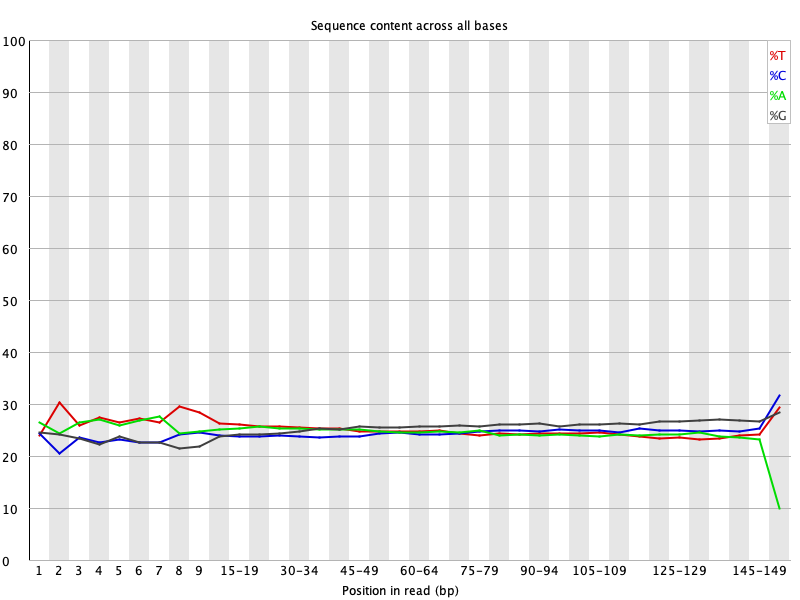 Sequence content across all bases
100
90
80
70
60
50
40
30
20
10
0
%T
%C
%A
%G
1 2 3 4 5 6 7 8 9 15-19 30-34 45-49 60-64 75-79 90-94 105-109 125-129 145-149
Position in read (bp)